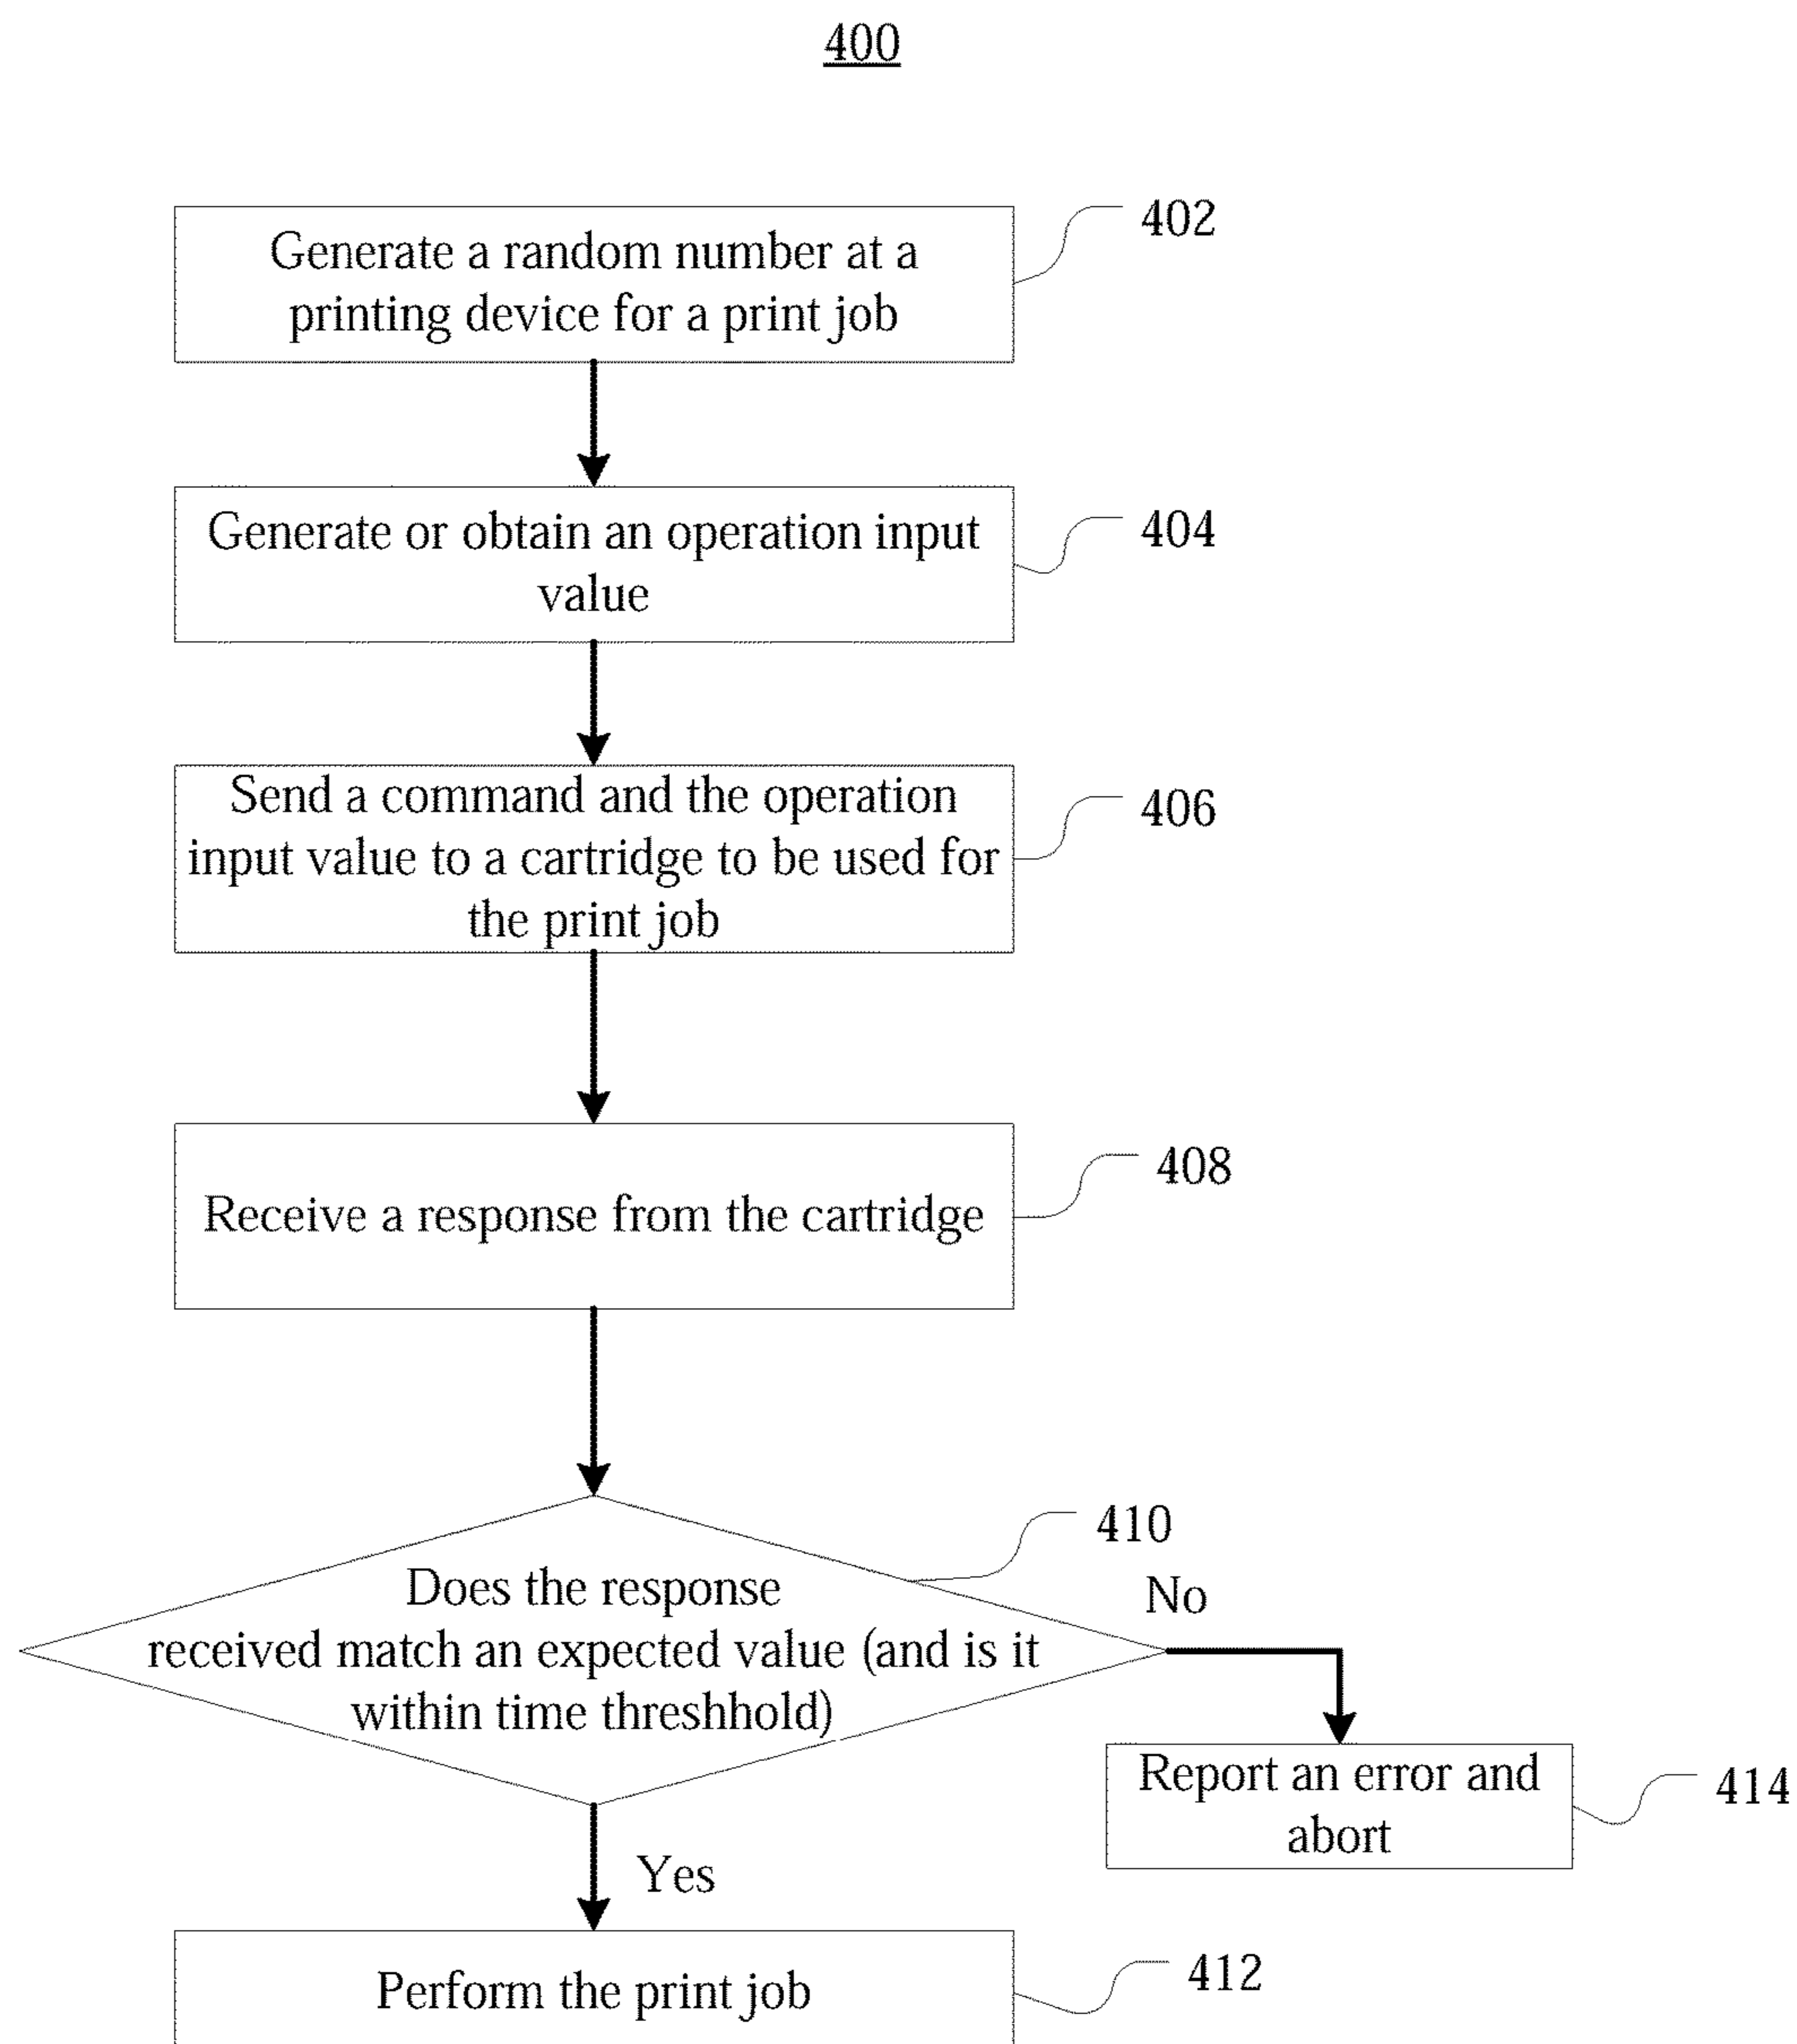 400
Generate a random number at a
printing device for a print job
402
Generate or obtain an operation input
value
404
Send a command and the operation
input value to a cartridge to be used for
the print job
406
Receive a response from the cartridge
408
Does the response
received match an expected value (and is it
within time threshhold)
410
No
Report an error and
abort
414
Yes
Perform the print job
412